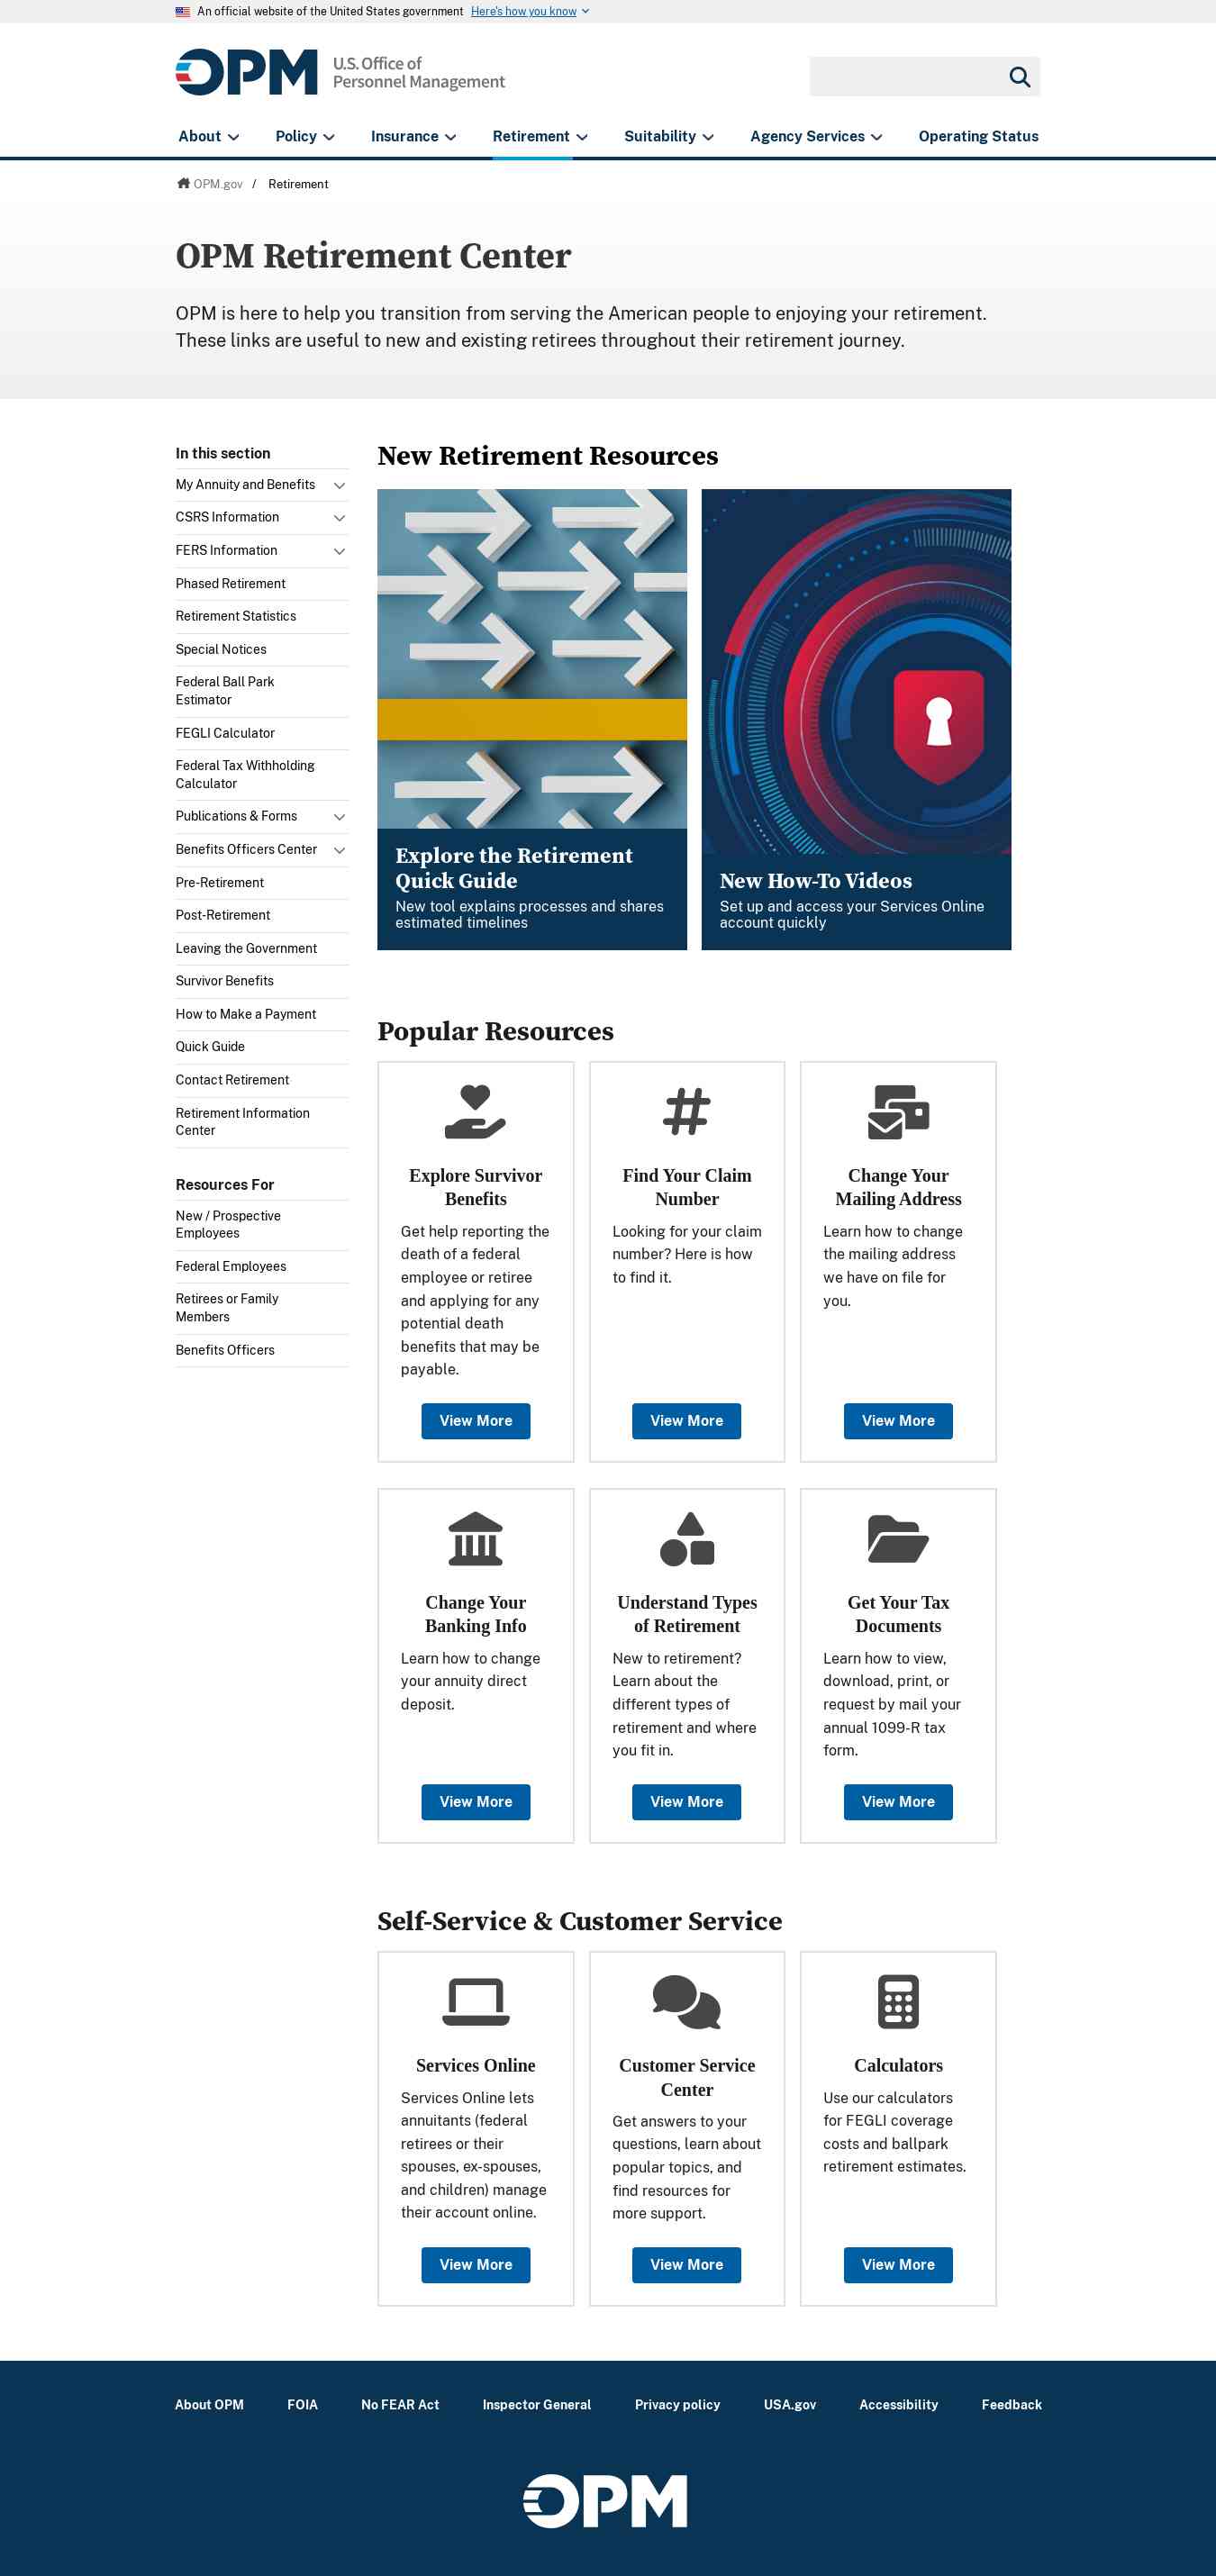 An official website of the United States government Here's how you know
OPM U.S. Office of
Personnel Management
About Policy Insurance Retirement Suitability Agency Services Operating Status
OPM.gov / Retirement
OPM Retirement Center
OPM is here to help you transition from serving the American people to enjoying your retirement.
These links are useful to new and existing retirees throughout their retirement journey.
In this section
My Annuity and Benefits
CSRS Information
FERS Information
Phased Retirement
Retirement Statistics
Special Notices
Federal Ball Park
Estimator
FEGLI Calculator
Federal Tax Withholding
Calculator
Publications & Forms
Benefits Officers Center
Pre-Retirement
Post-Retirement
Leaving the Government
Survivor Benefits
How to Make a Payment
Quick Guide
Contact Retirement
Retirement Information
Center
Resources For
New / Prospective
Employees
Federal Employees
Retirees or Family
Members
Benefits Officers
New Retirement Resources
Explore the Retirement
Quick Guide
New tool explains processes and shares
estimated timelines
New How-To Videos
Set up and access your Services Online
account quickly
Popular Resources
Explore Survivor
Benefits
Get help reporting the
death of a federal
employee or retiree
and applying for any
potential death
benefits that may be
payable.
View More
Find Your Claim
Number
Looking for your claim
number? Here is how
to find it.
View More
Change Your
Mailing Address
Learn how to change
the mailing address
we have on file for
you.
View More
Change Your
Banking Info
Learn how to change
your annuity direct
deposit.
View More
Understand Types
of Retirement
New to retirement?
Learn about the
different types of
retirement and where
you fit in.
View More
Get Your Tax
Documents
Learn how to view,
download, print, or
request by mail your
annual 1099-R tax
form.
View More
Self-Service & Customer Service
Services Online
Services Online lets
annuitants (federal
retirees or their
spouses, ex-spouses,
and children) manage
their account online.
View More
Customer Service
Center
Get answers to your
questions, learn about
popular topics, and
find resources for
more support.
View More
Calculators
Use our calculators
for FEGLI coverage
costs and ballpark
retirement estimates.
View More
About OPM FOIA No FEAR Act Inspector General Privacy policy USA.gov Accessibility Feedback
OPM